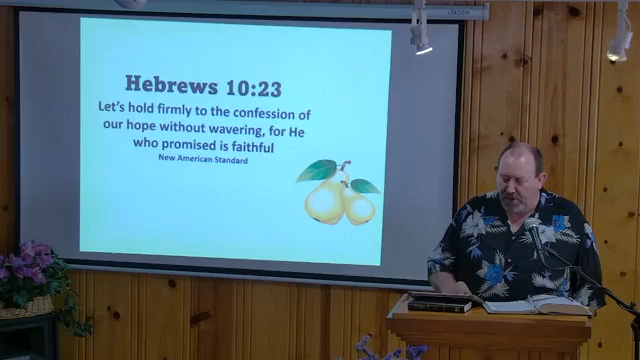 Hebrews 10:23
Let's hold firmly to the confession of
our hope without wavering, for He
who promised is faithful
New American Standard